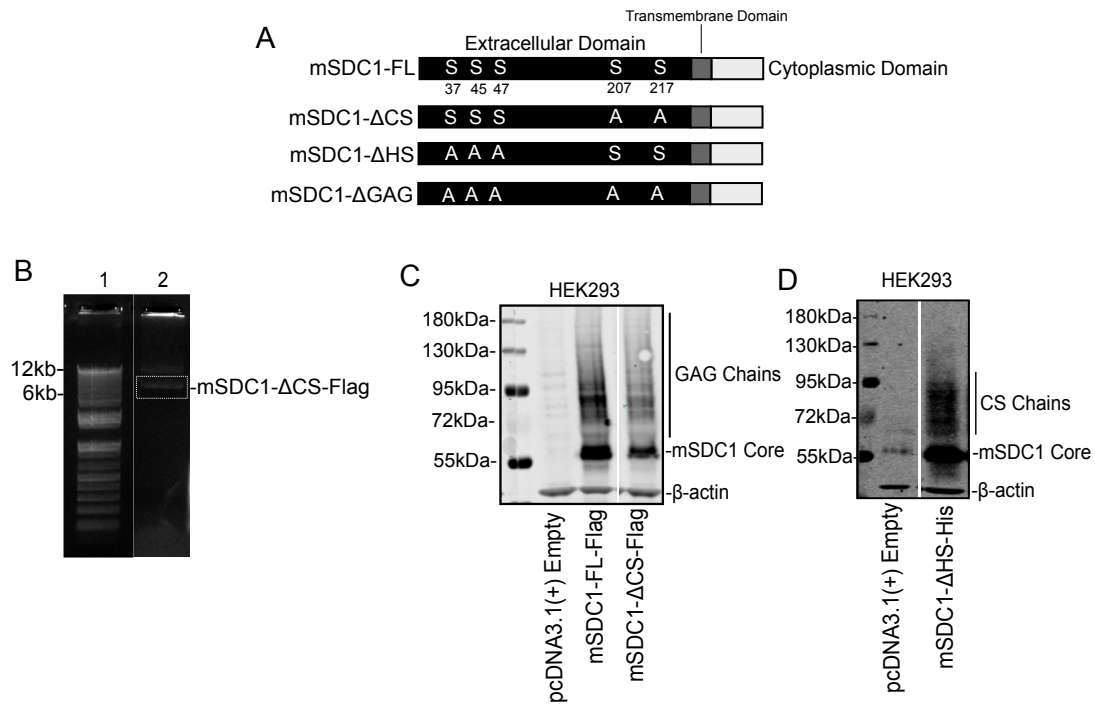 A
Transmembrane Domain
Extracellular Domain
mSDC1-FL S S S S S Cytoplasmic Domain
37 45 47 207 217
mSDC1-ΔCS S S S A A
mSDC1-ΔHS A A A S S
mSDC1-ΔGAG A A A A A
B
1 2
12kb-
6kb-
-mSDC1-ΔCS-Flag
C
HEK293
180kDa-
130kDa-
95kDa-
72kDa-
55kDa-
GAG Chains
-mSDC1 Core
-β-actin
pcDNA3.1(+) Empty
mSDC1-FL-Flag
mSDC1-ΔCS-Flag
D
HEK293
180kDa-
130kDa-
95kDa-
72kDa-
55kDa-
CS Chains
-mSDC1 Core
-β-actin
pcDNA3.1(+) Empty
mSDC1-ΔHS-His